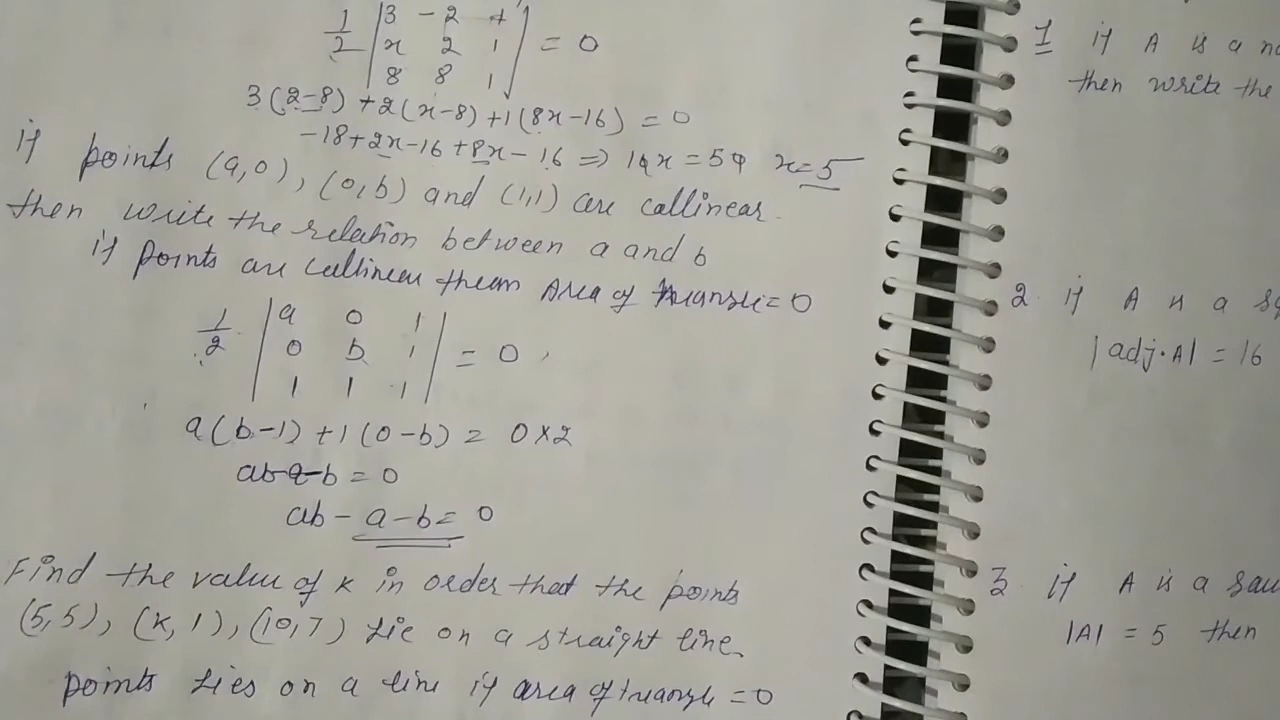 1/2 | 3 -2 1 |
| x 2 1 | = 0
| 8 8 1 |
3(2-8) +2(x-8) +1(8x-16) = 0
-18+2x-16+8x-16 => 10x=50 x=5
if points (a,0), (0,b) and (1,1) are callinear.
then write the relation between a and b
if points are callinear then Area of triangle=0
1/2 | a 0 1 |
| 0 b 1 | = 0
| 1 1 1 |
a(b-1) +1(0-b) = 0×2
ab-a-b = 0
ab - a-b= 0
Find the value of K in order that the points
(5,5), (K,1), (10,7) Lie on a straight line.
points Lies on a line if area of triangle =0
1 if A is a
then write the
2. if A is a
|adj.A| = 16
3 if A is a
|A| = 5 then